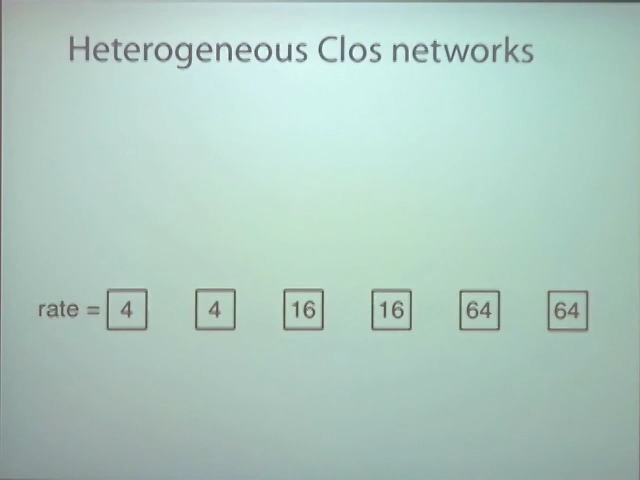 Heterogeneous Clos networks
rate = 4 4 16 16 64 64